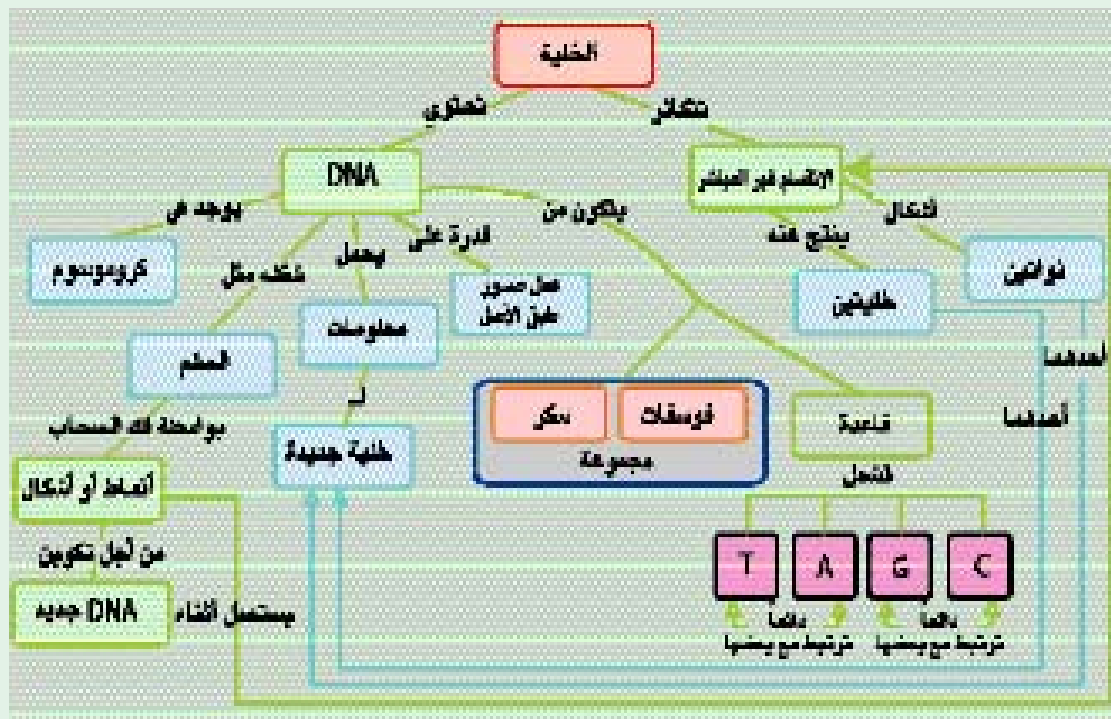 الخلية
تحتوي
تتكاثر
DNA
الانقسام غير المباشر
يوجد في
شكله مثل
يحمل
قدرة على
يتكون من
ينتج عنه
أشكال
كروموسوم
السلم
معلومات
عمل صور
طبق الأصل
خليتين
نواتين
لـ
أحدهما
أحدهما
بواسطة فك السحاب
خلية جديدة
سكر
فوسفات
مجموعة
قاعدة
تشمل
أنماط أو أشكال
من أجل تكوين
DNA جديد
يستعمل أثناء
T
A
G
C
دائماً
ترتبط مع بعضها
دائماً
ترتبط مع بعضها